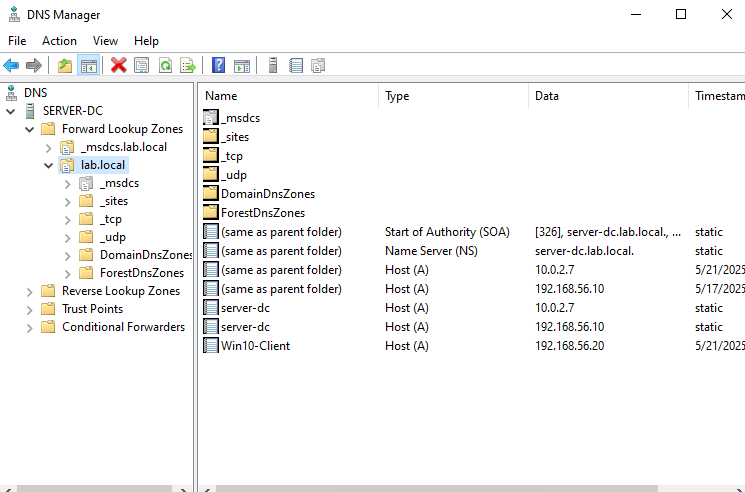 DNS Manager
File Action View Help
DNS
SERVER-DC
Forward Lookup Zones
_msdcs.lab.local
lab.local
_msdcs
_sites
_tcp
_udp
DomainDnsZones
ForestDnsZones
Reverse Lookup Zones
Trust Points
Conditional Forwarders
Name Type Data Timestam
_msdcs
_sites
_tcp
_udp
DomainDnsZones
ForestDnsZones
(same as parent folder) Start of Authority (SOA) [326], server-dc.lab.local., ... static
(same as parent folder) Name Server (NS) server-dc.lab.local. static
(same as parent folder) Host (A) 10.0.2.7 5/21/2025
(same as parent folder) Host (A) 192.168.56.10 5/17/2025
server-dc Host (A) 10.0.2.7 static
server-dc Host (A) 192.168.56.10 static
Win10-Client Host (A) 192.168.56.20 5/21/2025